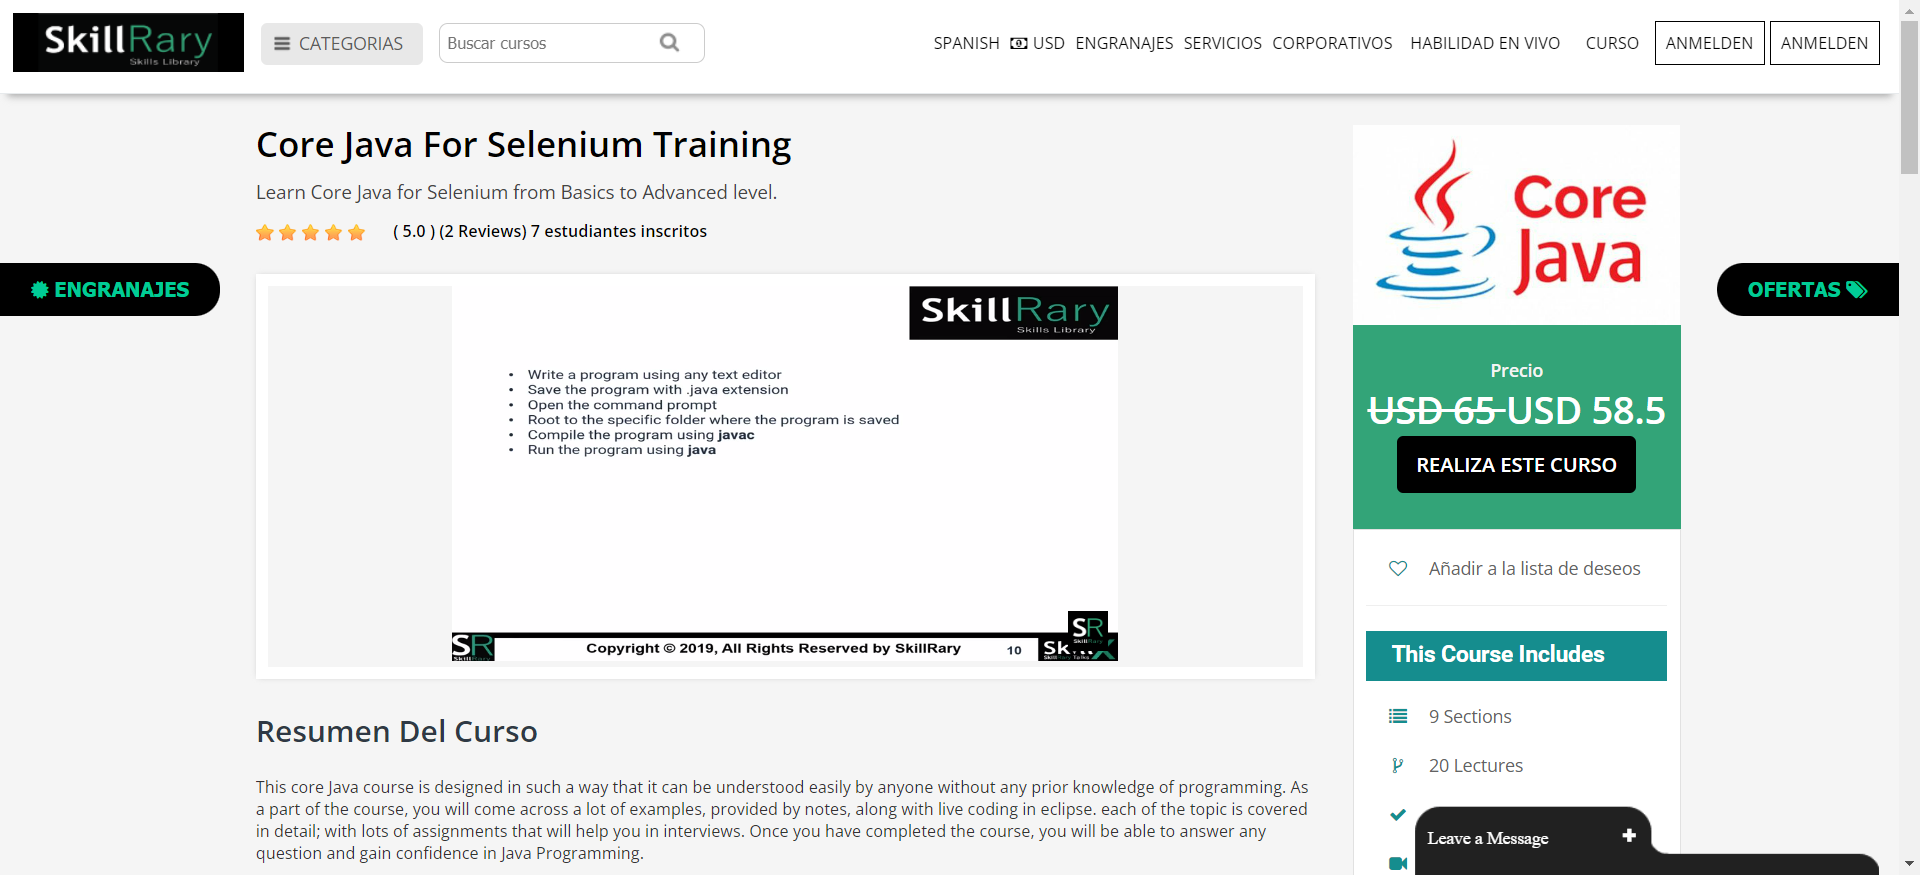 SkillRary
Skills Library
CATEGORIAS
Buscar cursos
SPANISH USD ENGRANAJES SERVICIOS CORPORATIVOS HABILIDAD EN VIVO CURSO ANMELDEN ANMELDEN
Core Java For Selenium Training
Learn Core Java for Selenium from Basics to Advanced level.
( 5.0 ) (2 Reviews) 7 estudiantes inscritos
ENGRANAJES
SkillRary
Skills Library
• Write a program using any text editor
• Save the program with .java extension
• Open the command prompt
• Root to the specific folder where the program is saved
• Compile the program using javac
• Run the program using java
SR
Copyright © 2019, All Rights Reserved by SkillRary
10
SR
Resumen Del Curso
This core Java course is designed in such a way that it can be understood easily by anyone without any prior knowledge of programming. As
a part of the course, you will come across a lot of examples, provided by notes, along with live coding in eclipse. each of the topic is covered
in detail; with lots of assignments that will help you in interviews. Once you have completed the course, you will be able to answer any
question and gain confidence in Java Programming.
Core
Java
OFERTAS
Precio
USD 65 USD 58.5
REALIZA ESTE CURSO
Añadir a la lista de deseos
This Course Includes
9 Sections
20 Lectures
Leave a Message